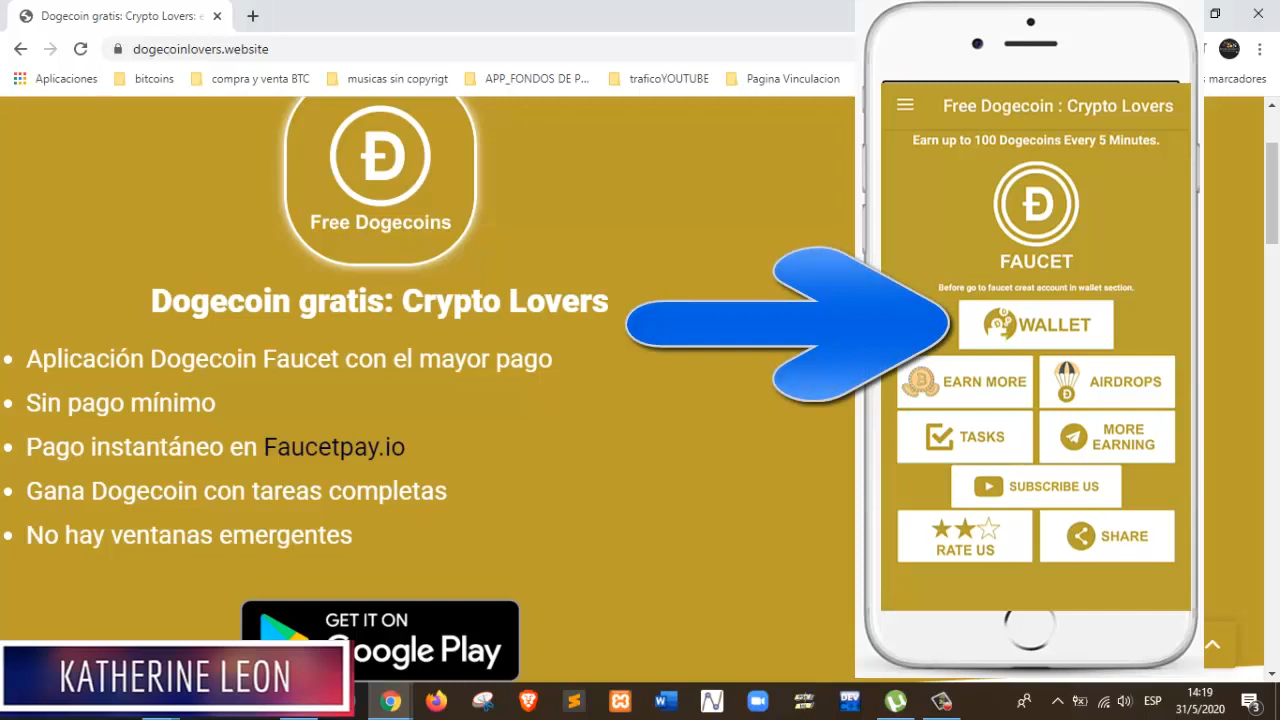 Dogecoin gratis: Crypto Lovers:
dogecoinlovers.website
Aplicaciones
bitcoins
compra y venta BTC
musicas sin copyrigt
APP_FONDOS DE P...
traficoYOUTUBE
Pagina Vinculacion
marcadores
Free Dogecoins
Dogecoin gratis: Crypto Lovers
Aplicación Dogecoin Faucet con el mayor pago
Sin pago mínimo
Pago instantáneo en Faucetpay.io
Gana Dogecoin con tareas completas
No hay ventanas emergentes
GET IT ON
Google Play
KATHERINE LEON
Free Dogecoin : Crypto Lovers
Earn up to 100 Dogecoins Every 5 Minutes.
FAUCET
Before go to faucet creat account in wallet section.
WALLET
EARN MORE
AIRDROPS
TASKS
MORE
EARNING
SUBSCRIBE US
RATE US
SHARE
DEV
ESP
14:19
31/5/2020
3